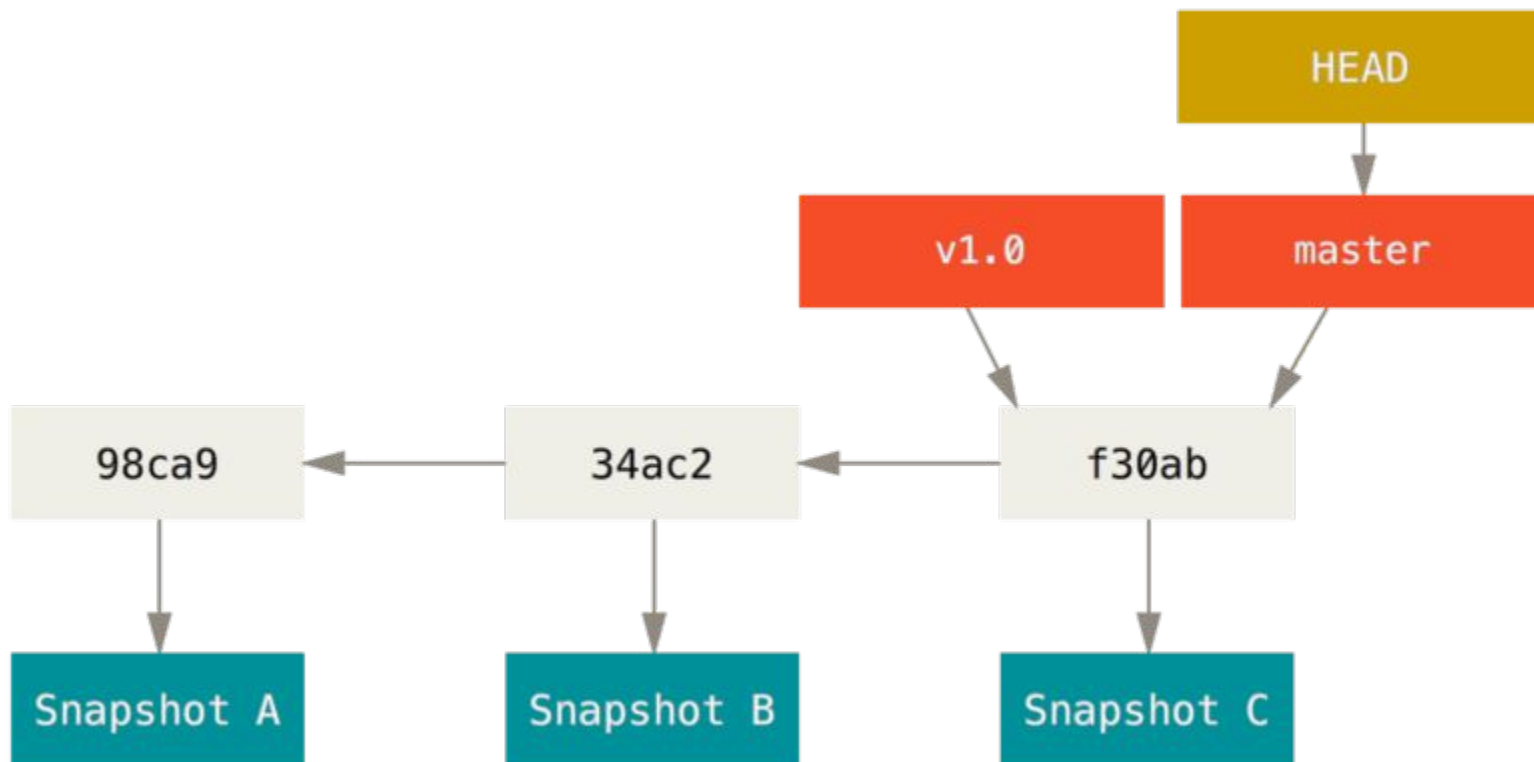 HEAD
v1.0
master
98ca9
34ac2
f30ab
Snapshot A
Snapshot B
Snapshot C